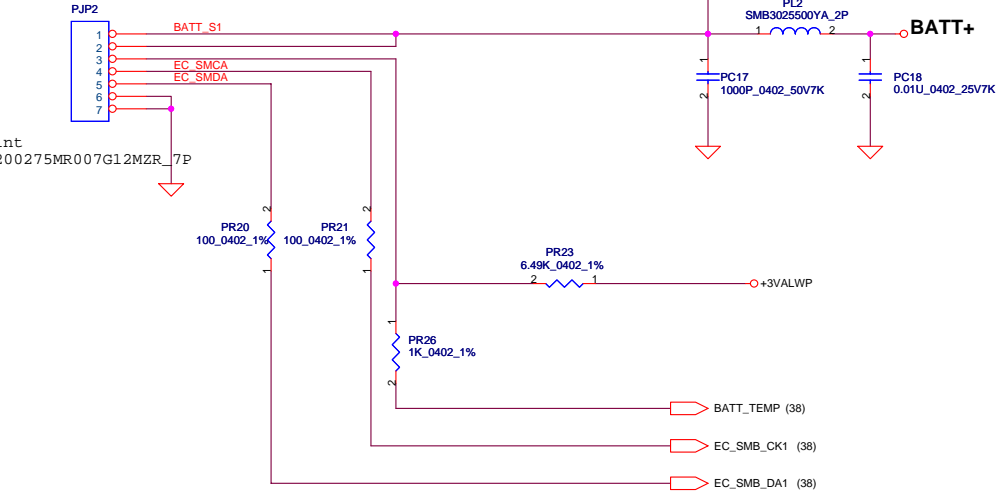 PJP2
PL2
SMB3025500YA_2P
BATT_S1
1
2
3
EC_SMCA
4
EC_SMDA
5
6
7
1
2
BATT+
1
2
PC17
1000P_0402_50V7K
1
2
PC18
0.01U_0402_25V7K
int
200275MR007G12MZR_7P
2
PR20
100_0402_1%
1
2
PR21
100_0402_1%
1
PR23
6.49K_0402_1%
2
1
+3VALWP
1
PR26
1K_0402_1%
2
BATT_TEMP (38)
EC_SMB_CK1 (38)
EC_SMB_DA1 (38)